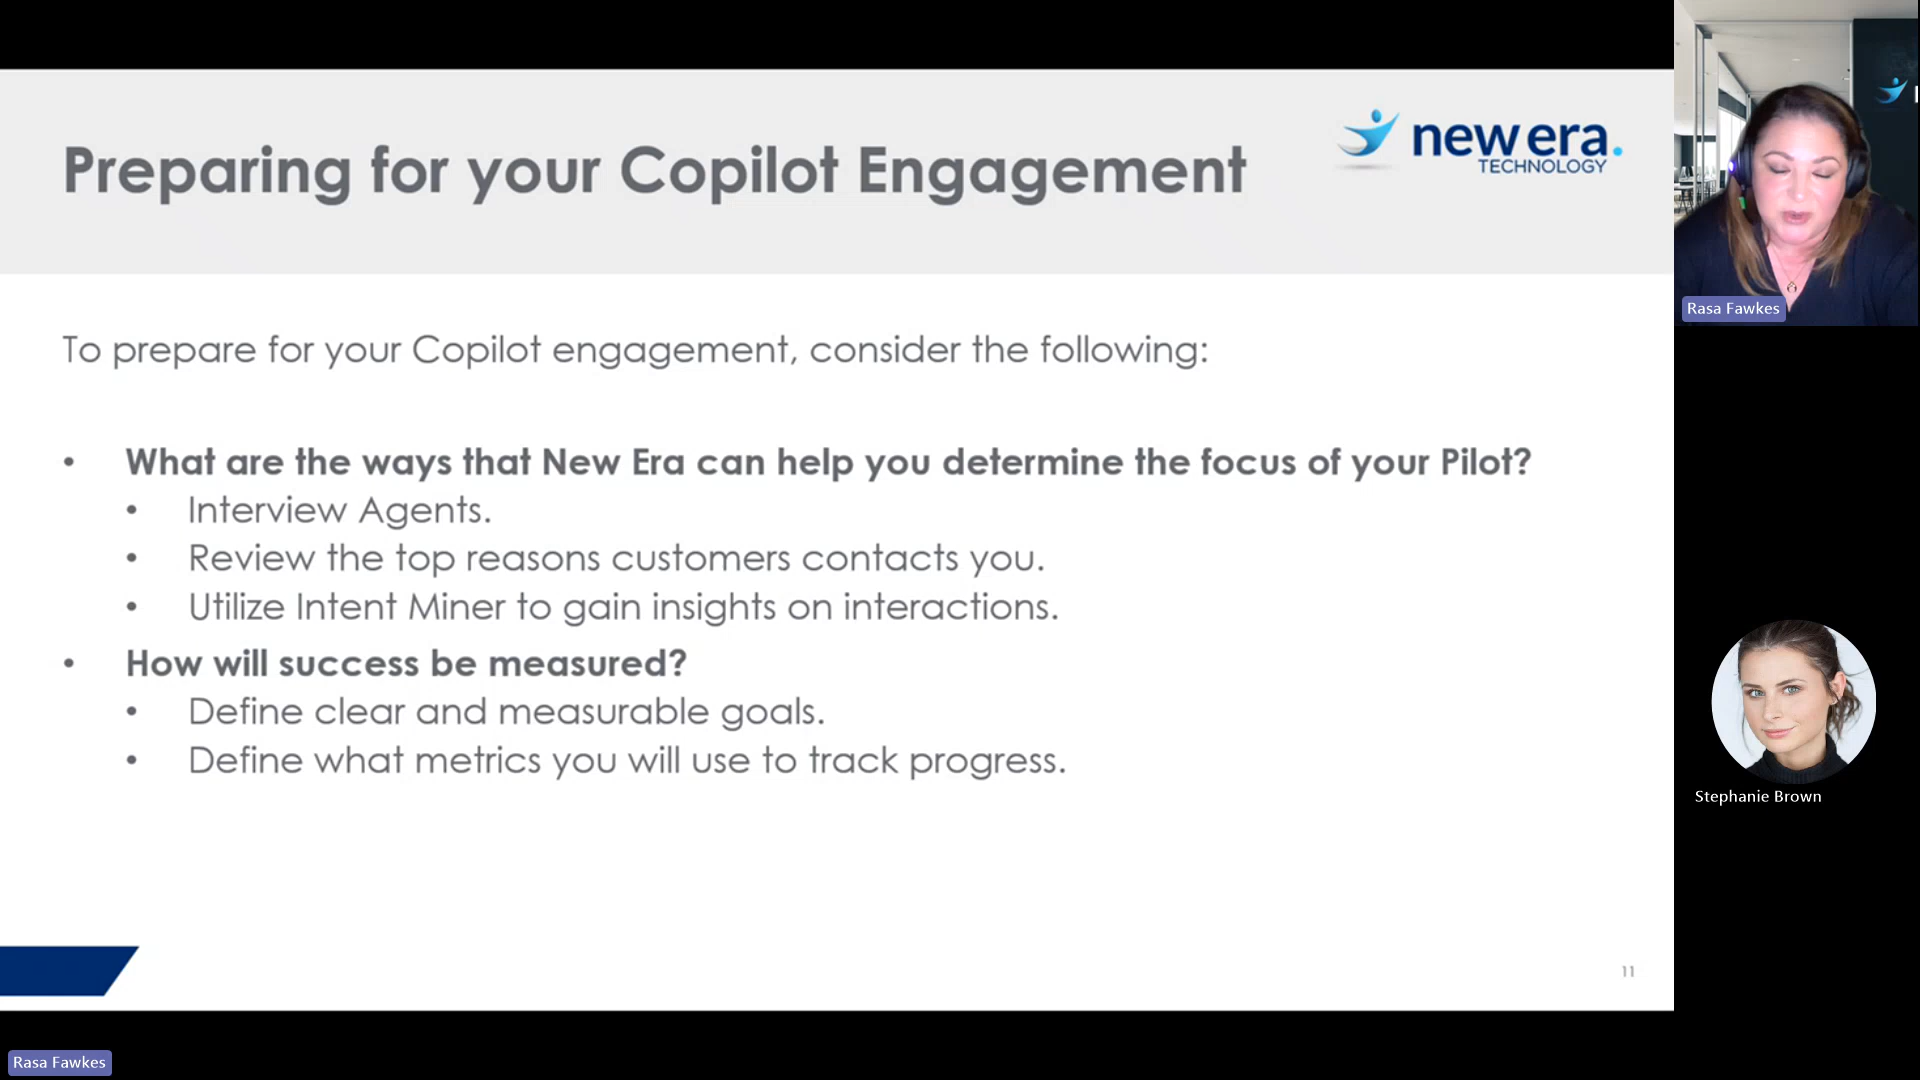 Preparing for your Copilot Engagement
new era.
TECHNOLOGY
To prepare for your Copilot engagement, consider the following:
• What are the ways that New Era can help you determine the focus of your Pilot?
• Interview Agents.
• Review the top reasons customers contacts you.
• Utilize Intent Miner to gain insights on interactions.
• How will success be measured?
• Define clear and measurable goals.
• Define what metrics you will use to track progress.
11
Rasa Fawkes
Stephanie Brown
Rasa Fawkes